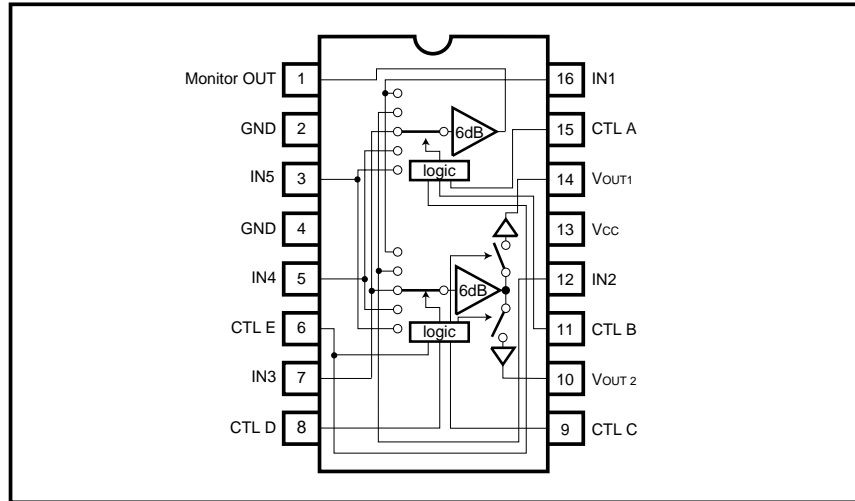 Monitor OUT 1
GND 2
IN5 3
GND 4
IN4 5
CTL E 6
IN3 7
CTL D 8
6dB
logic
6dB
logic
16 IN1
15 CTL A
14 VOUT1
13 VCC
12 IN2
11 CTL B
10 VOUT 2
9 CTL C